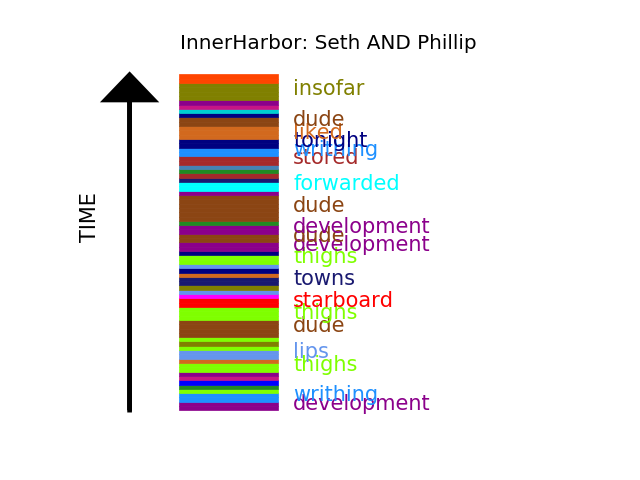 InnerHarbor: Seth AND Phillip
TIME
insofar
dude
liked
tonight
writhing
stored
forwarded
dude
development
dude
development
thighs
towns
starboard
thighs
dude
lips
thighs
writhing
development